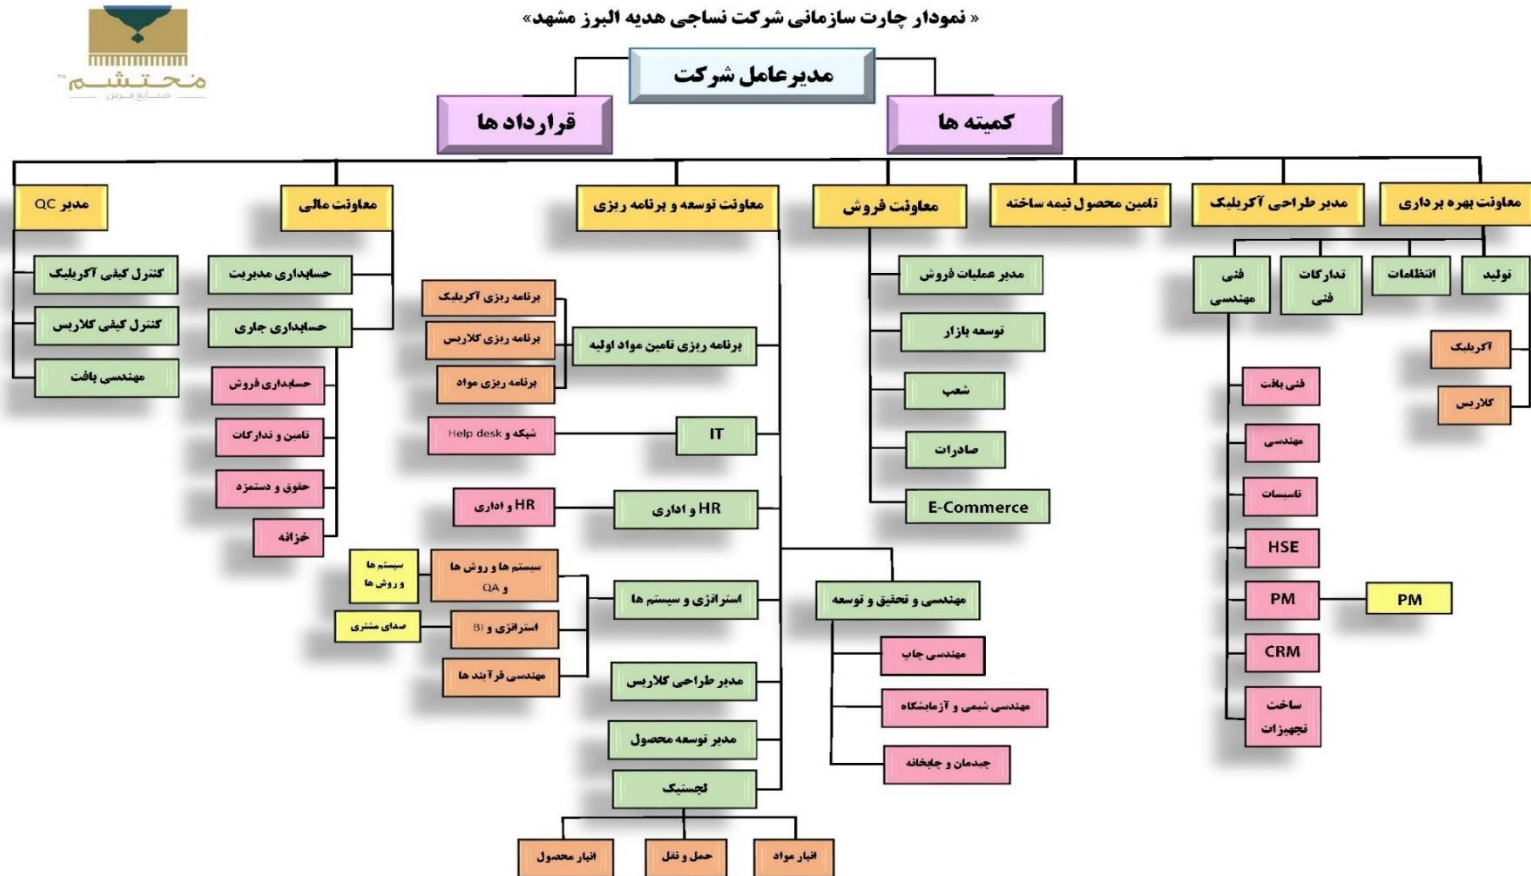 « نمودار چارت سازمانی شرکت نساجی هدیه البرز مشهد»
محتشم™
صنایع فرش
مدیرعامل شرکت
کمیته ها
قرارداد ها
معاونت بهره برداری
مدیر طراحی آکریلیک
تامین محصول نیمه ساخته
معاونت فروش
معاونت توسعه و برنامه ریزی
معاونت مالی
مدیر QC
تولید
انتظامات
تدارکات
فنی
فنی
مهندسی
آکریلیک
کلاریس
فنی بافت
مهندسی
تاسیسات
HSE
PM
PM
CRM
ساخت
تجهیزات
مدیر عملیات فروش
توسعه بازار
شعب
صادرات
E-Commerce
مهندسی و تحقیق و توسعه
مهندسی چاپ
مهندسی شیمی و آزمایشگاه
چیدمان و چاپخانه
برنامه ریزی تامین مواد اولیه
برنامه ریزی آکریلیک
برنامه ریزی کلاریس
برنامه ریزی مواد
IT
شبکه و Help desk
HR و اداری
HR و اداری
استراتژی و سیستم ها
سیستم ها و روش ها
و QA
سیستم ها
و روش ها
استراتژی و BI
صدای مشتری
مهندسی فرآیند ها
مدیر طراحی کلاریس
مدیر توسعه محصول
لجستیک
انبار مواد
حمل و نقل
انبار محصول
حسابداری مدیریت
حسابداری جاری
حسابداری فروش
تامین و تدارکات
حقوق و دستمزد
خزانه
کنترل کیفی آکریلیک
کنترل کیفی کلاریس
مهندسی بافت